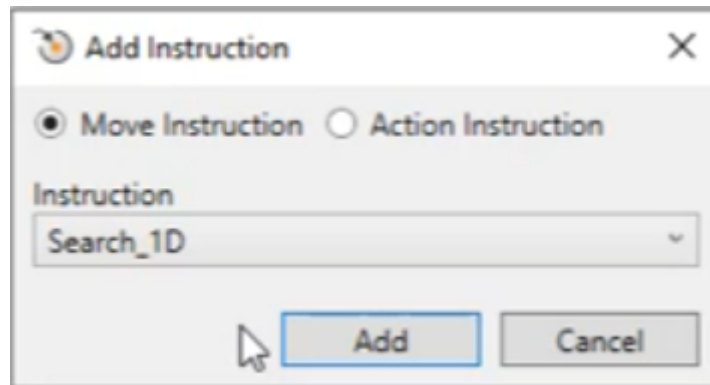 Add Instruction
Move Instruction Action Instruction
Instruction
Search_1D
Add Cancel